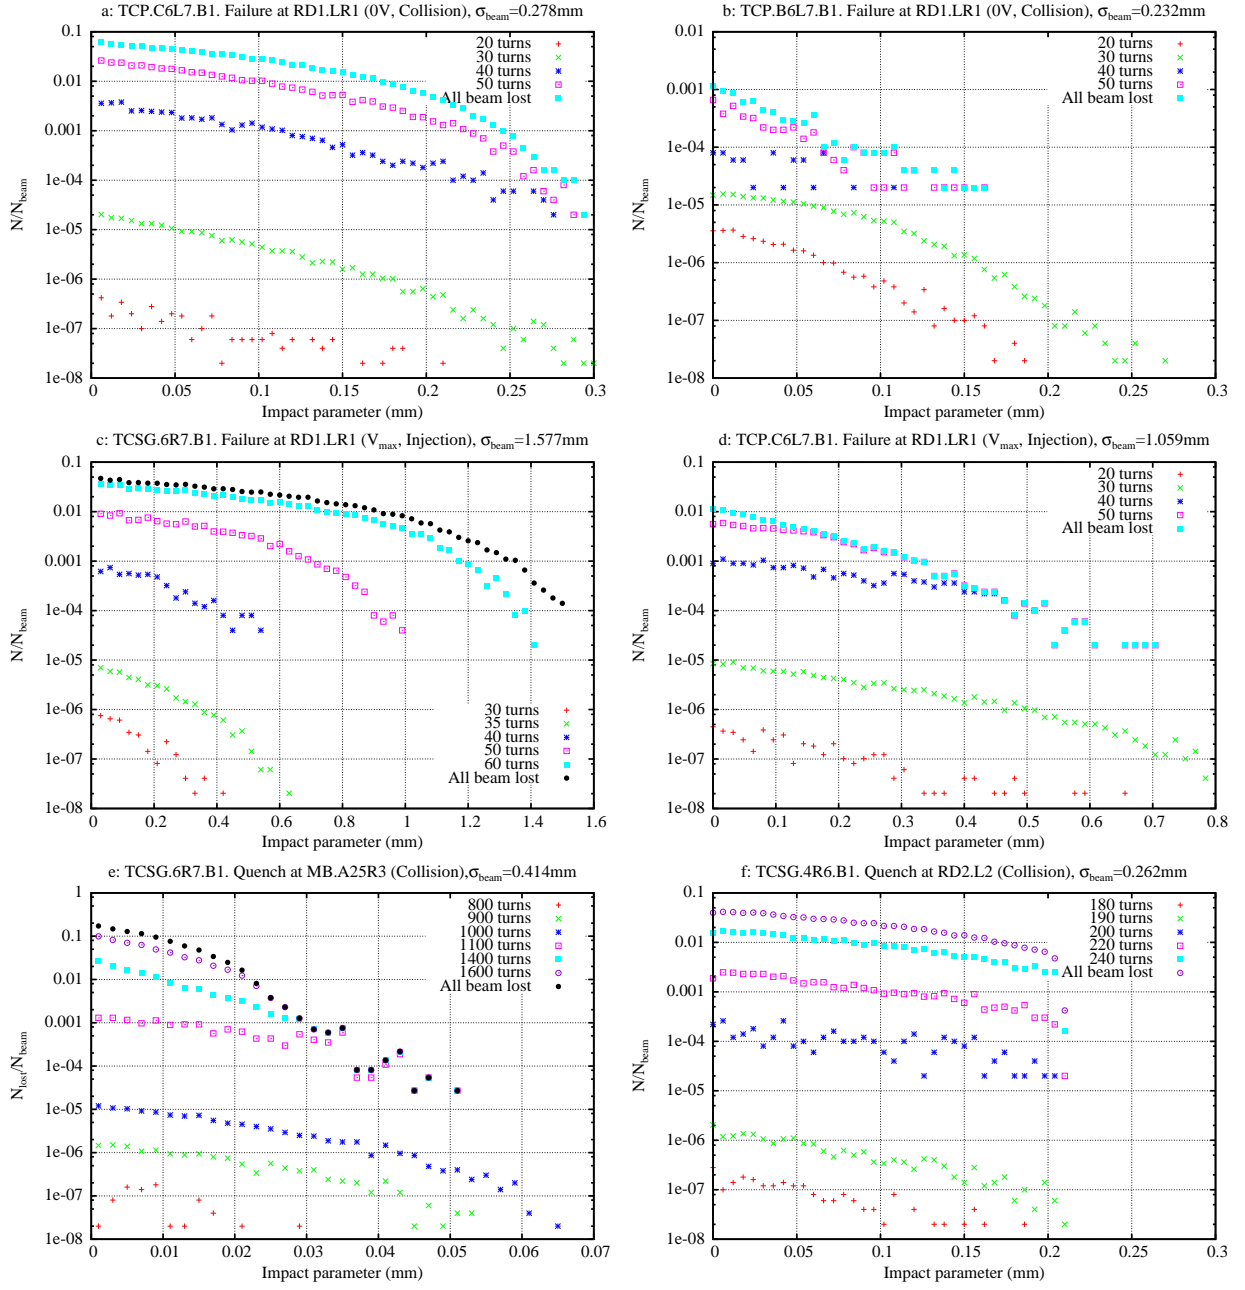 a: TCP.C6L7.B1. Failure at RD1.LR1 (0V, Collision), σbeam=0.278mm
20 turns
30 turns
40 turns
50 turns
All beam lost
0.1
0.01
0.001
1e-04
1e-05
1e-06
1e-07
1e-08
N/Nbeam
0 0.05 0.1 0.15 0.2 0.25 0.3
Impact parameter (mm)
b: TCP.B6L7.B1. Failure at RD1.LR1 (0V, Collision), σbeam=0.232mm
20 turns
30 turns
40 turns
50 turns
All beam lost
0.01
0.001
1e-04
1e-05
1e-06
1e-07
1e-08
N/Nbeam
0 0.05 0.1 0.15 0.2 0.25 0.3
Impact parameter (mm)
c: TCSG.6R7.B1. Failure at RD1.LR1 (Vmax, Injection), σbeam=1.577mm
0.1
0.01
0.001
1e-04
1e-05
1e-06
1e-07
1e-08
N/Nbeam
30 turns
35 turns
40 turns
50 turns
60 turns
All beam lost
0 0.2 0.4 0.6 0.8 1 1.2 1.4 1.6
Impact parameter (mm)
d: TCP.C6L7.B1. Failure at RD1.LR1 (Vmax, Injection), σbeam=1.059mm
20 turns
30 turns
40 turns
50 turns
All beam lost
0.1
0.01
0.001
1e-04
1e-05
1e-06
1e-07
1e-08
N/Nbeam
0 0.1 0.2 0.3 0.4 0.5 0.6 0.7 0.8
Impact parameter (mm)
e: TCSG.6R7.B1. Quench at MB.A25R3 (Collision),σbeam=0.414mm
800 turns
900 turns
1000 turns
1100 turns
1400 turns
1600 turns
All beam lost
1
0.1
0.01
0.001
1e-04
1e-05
1e-06
1e-07
1e-08
Nlost/Nbeam
0 0.01 0.02 0.03 0.04 0.05 0.06 0.07
Impact parameter (mm)
f: TCSG.4R6.B1. Quench at RD2.L2 (Collision), σbeam=0.262mm
180 turns
190 turns
200 turns
220 turns
240 turns
All beam lost
0.1
0.01
0.001
1e-04
1e-05
1e-06
1e-07
1e-08
N/Nbeam
0 0.05 0.1 0.15 0.2 0.25 0.3
Impact parameter (mm)